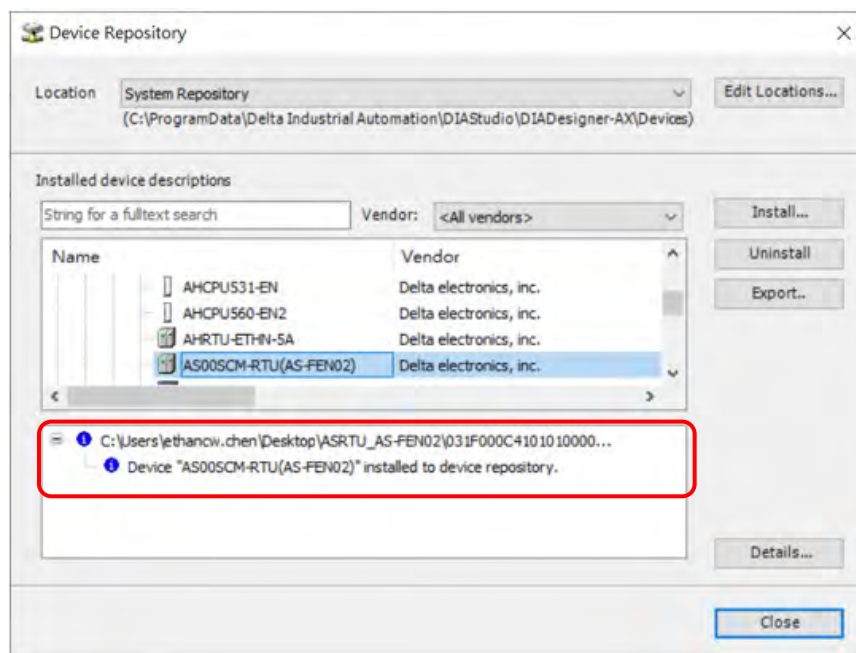 Device Repository
Location System Repository Edit Locations...
(C:\ProgramData\Delta Industrial Automation\DIAStudio\DIADesigner-AX\Devices)
Installed device descriptions
String for a fulltext search Vendor: <All vendors> Install...
Name Vendor Uninstall
AHCPU531-EN Delta electronics, inc. Export..
AHCPU560-EN2 Delta electronics, inc.
AHRTU-ETHN-5A Delta electronics, inc.
AS00SCM-RTU(AS-FEN02) Delta electronics, inc.
C:\Users\ethancw.chen\Desktop\ASRTU_AS-FEN02\031F000C4101010000...
Device "AS00SCM-RTU(AS-FEN02)" installed to device repository.
Details...
Close